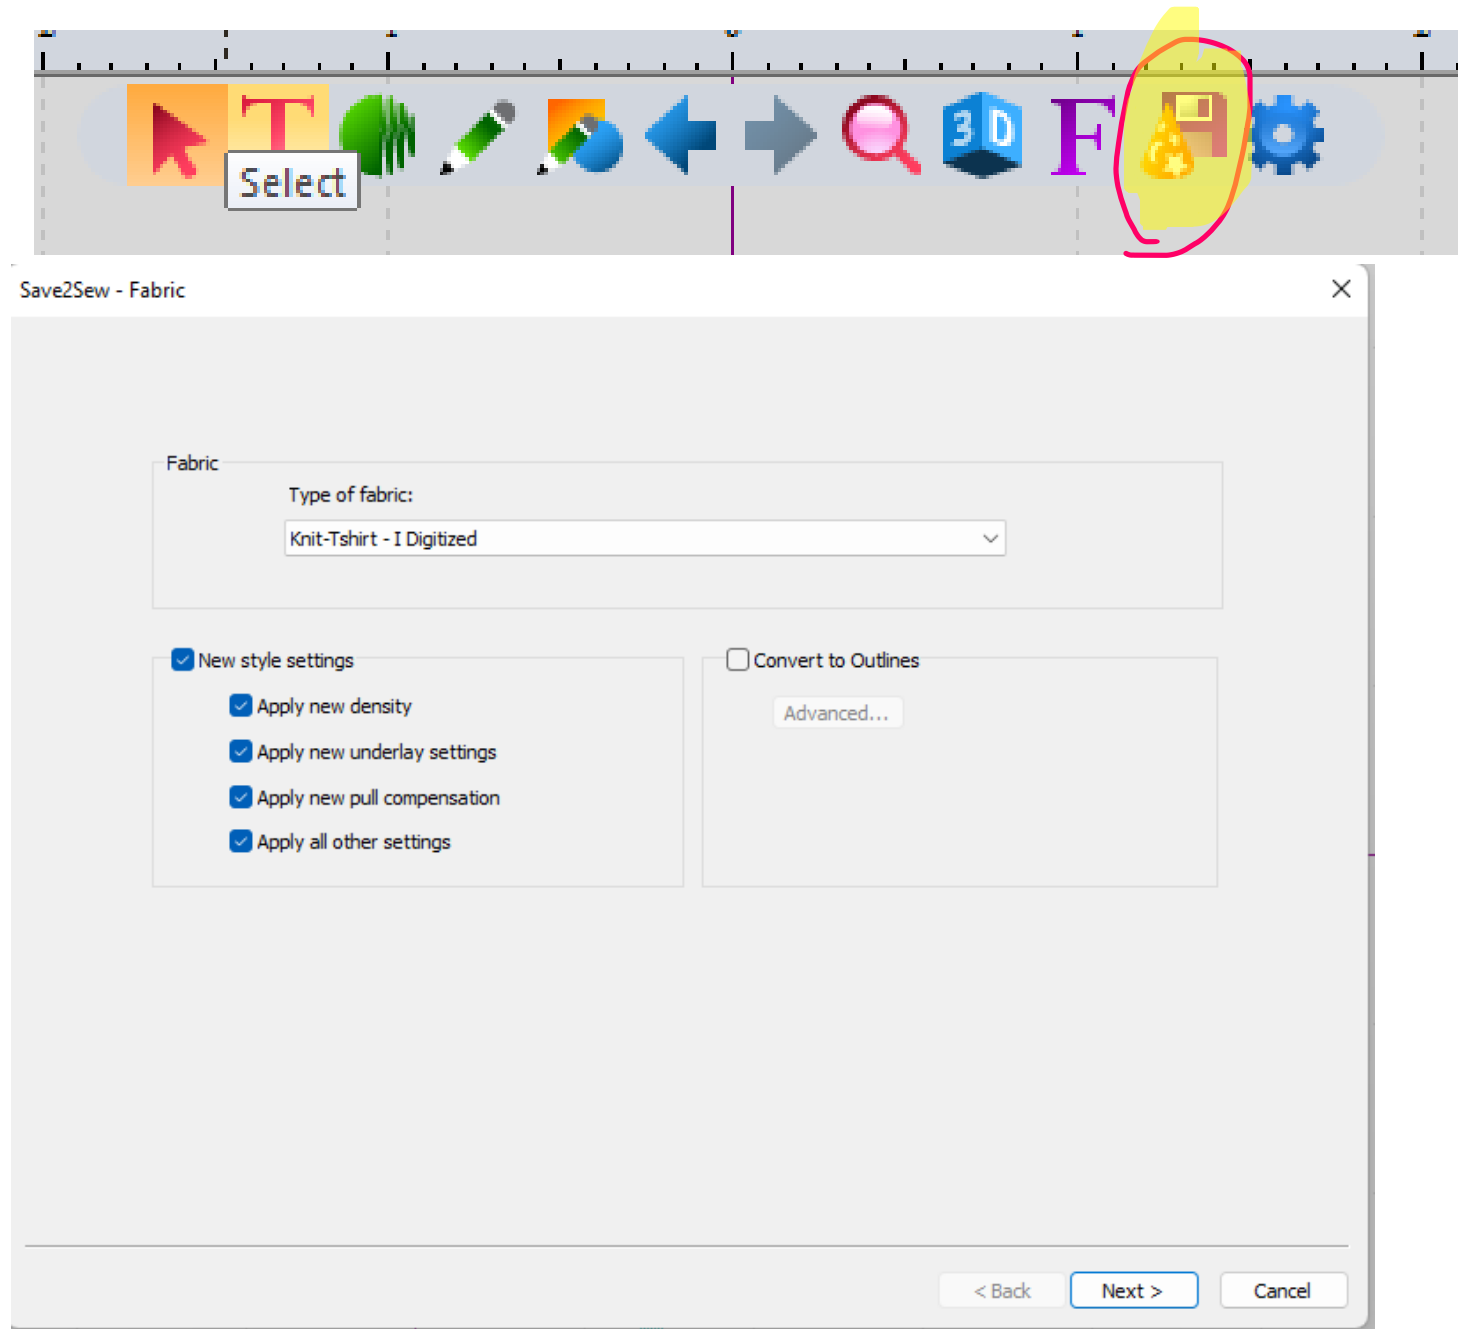 T
3D
F
Select
Save2Sew - Fabric
Fabric
Type of fabric:
Knit-Tshirt - I Digitized
New style settings
Convert to Outlines
Apply new density
Advanced...
Apply new underlay settings
Apply new pull compensation
Apply all other settings
< Back
Next >
Cancel